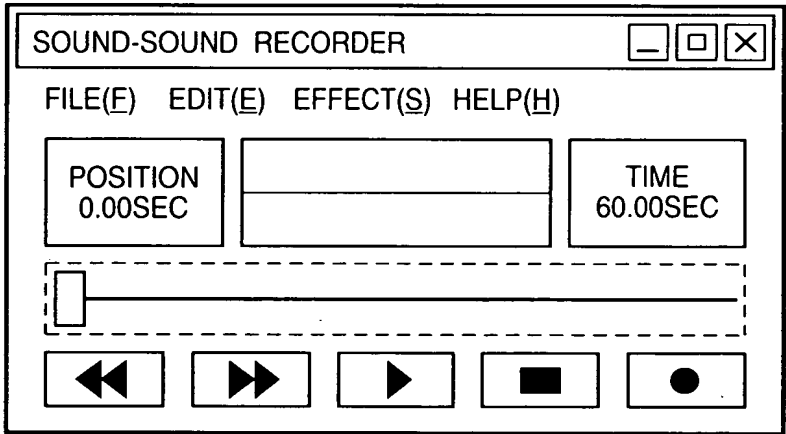 SOUND-SOUND RECORDER
FILE(F) EDIT(E) EFFECT(S) HELP(H)
POSITION
0.00SEC
TIME
60.00SEC